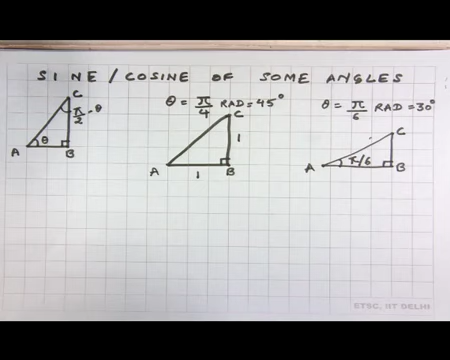 SINE / COSINE OF SOME ANGLES
A B C θ π/2 - θ
θ = π/4 RAD = 45°
A B C 1 1
θ = π/6 RAD = 30°
A B C π/6
ETSC, IIT DELHI